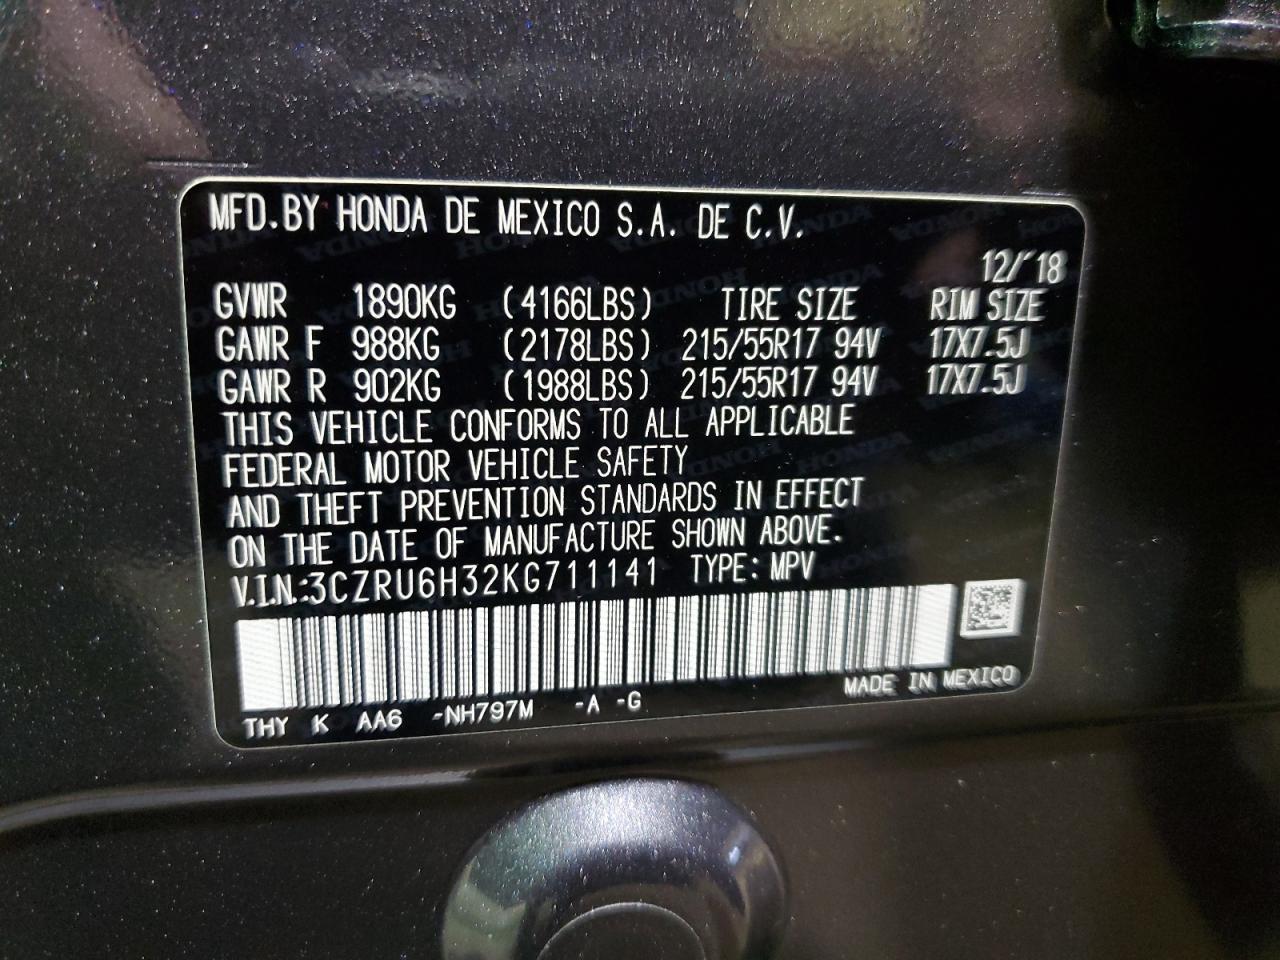 MFD.BY HONDA DE MEXICO S.A. DE C.V.
12/'18
GVWR 1890KG (4166LBS) TIRE SIZE RIM SIZE
GAWR F 988KG (2178LBS) 215/55R17 94V 17X7.5J
GAWR R 902KG (1988LBS) 215/55R17 94V 17X7.5J
THIS VEHICLE CONFORMS TO ALL APPLICABLE
FEDERAL MOTOR VEHICLE SAFETY
AND THEFT PREVENTION STANDARDS IN EFFECT
ON THE DATE OF MANUFACTURE SHOWN ABOVE.
V.I.N.:3CZRU6H32KG711141 TYPE: MPV
MADE IN MEXICO
THY K AA6 -NH797M -A -G